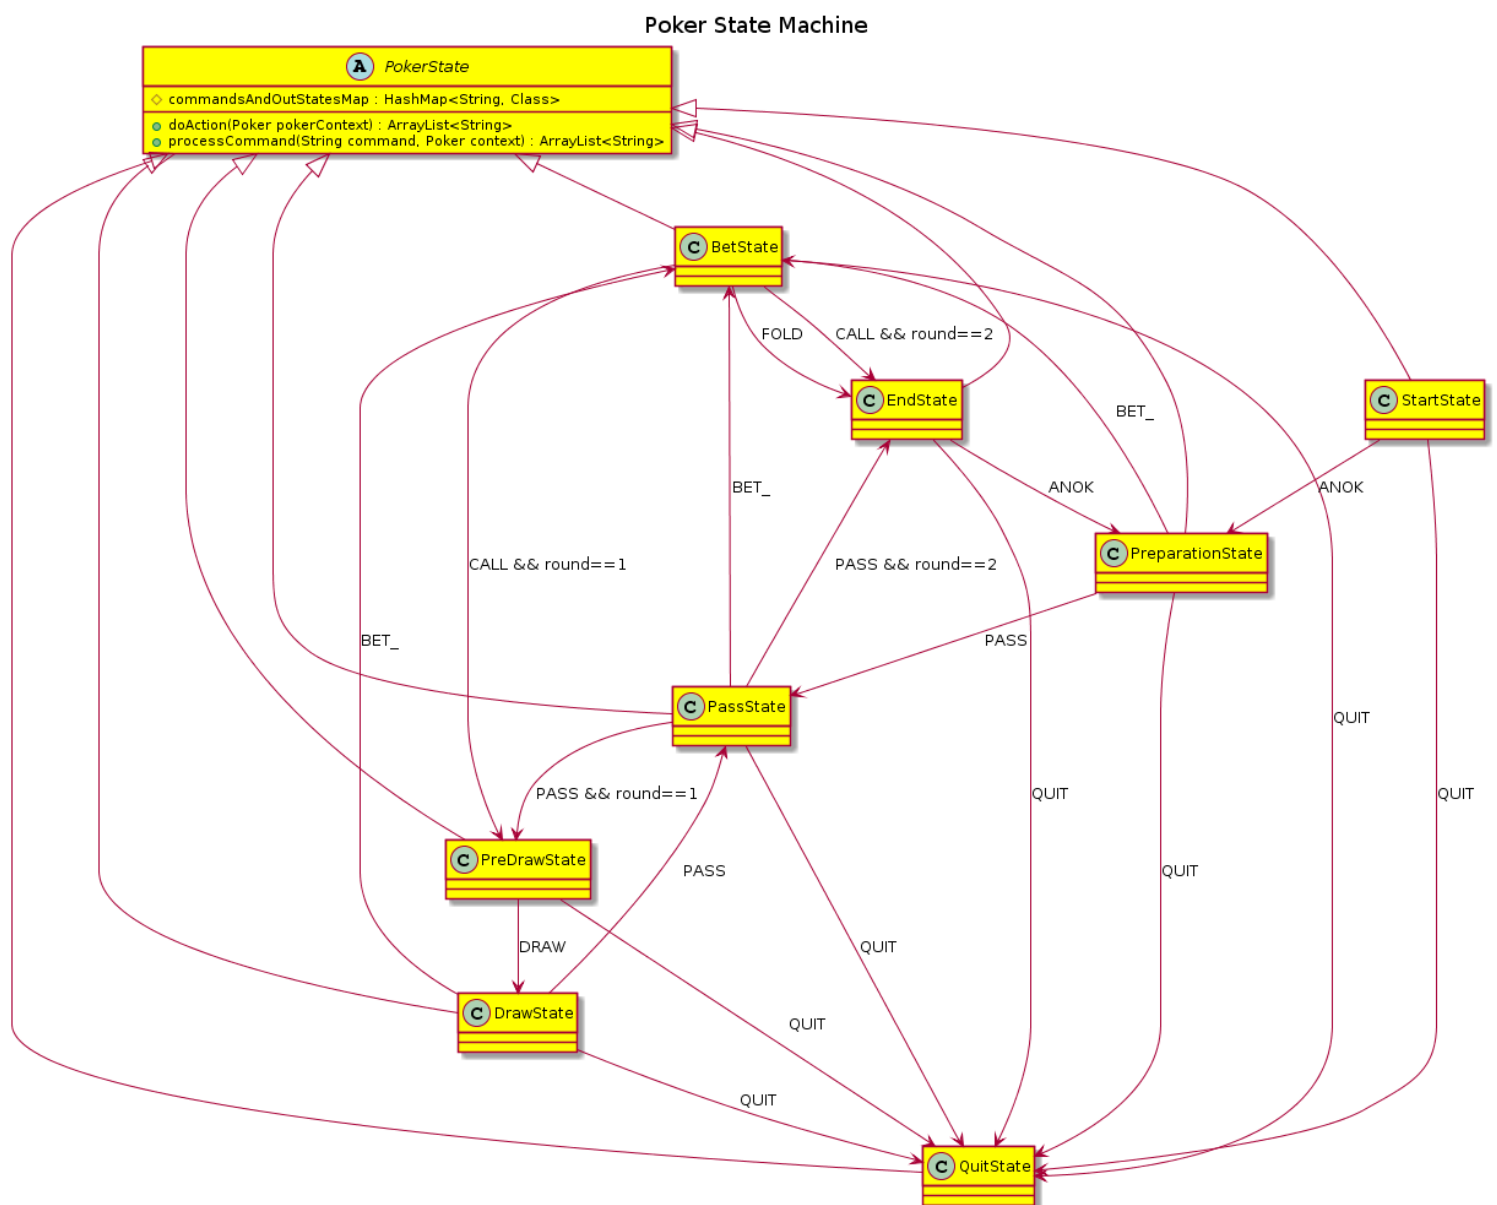 Poker State Machine
A PokerState
commandsAndOutStatesMap : HashMap<String, Class>
doAction(Poker pokerContext) : ArrayList<String>
processCommand(String command, Poker context) : ArrayList<String>
C BetState
FOLD
CALL && round==2
C EndState
C StartState
BET_
BET_
ANOK
ANOK
C PreparationState
CALL && round==1
PASS && round==2
BET_
PASS
C PassState
QUIT
PASS && round==1
QUIT
QUIT
C PreDrawState
PASS
QUIT
DRAW
QUIT
C DrawState
QUIT
QUIT
C QuitState